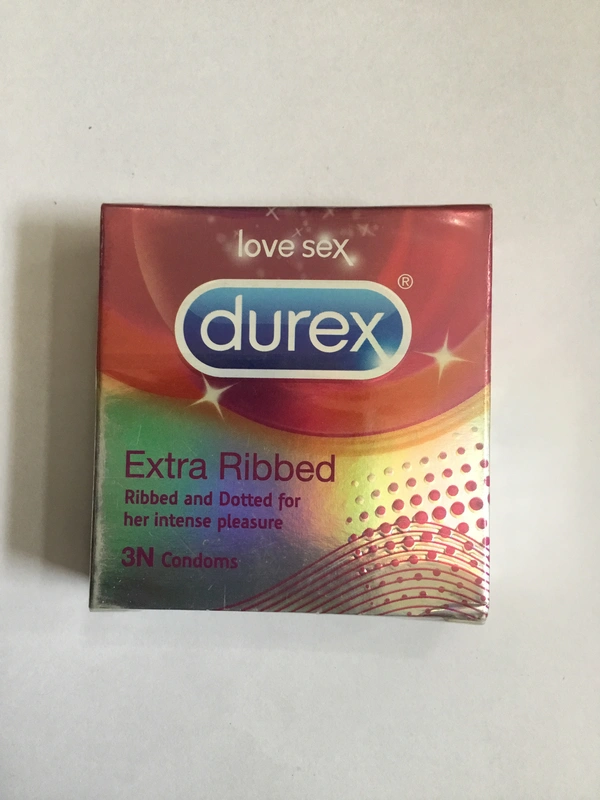 love sex
durex®
Extra Ribbed
Ribbed and Dotted for
her intense pleasure
3N Condoms